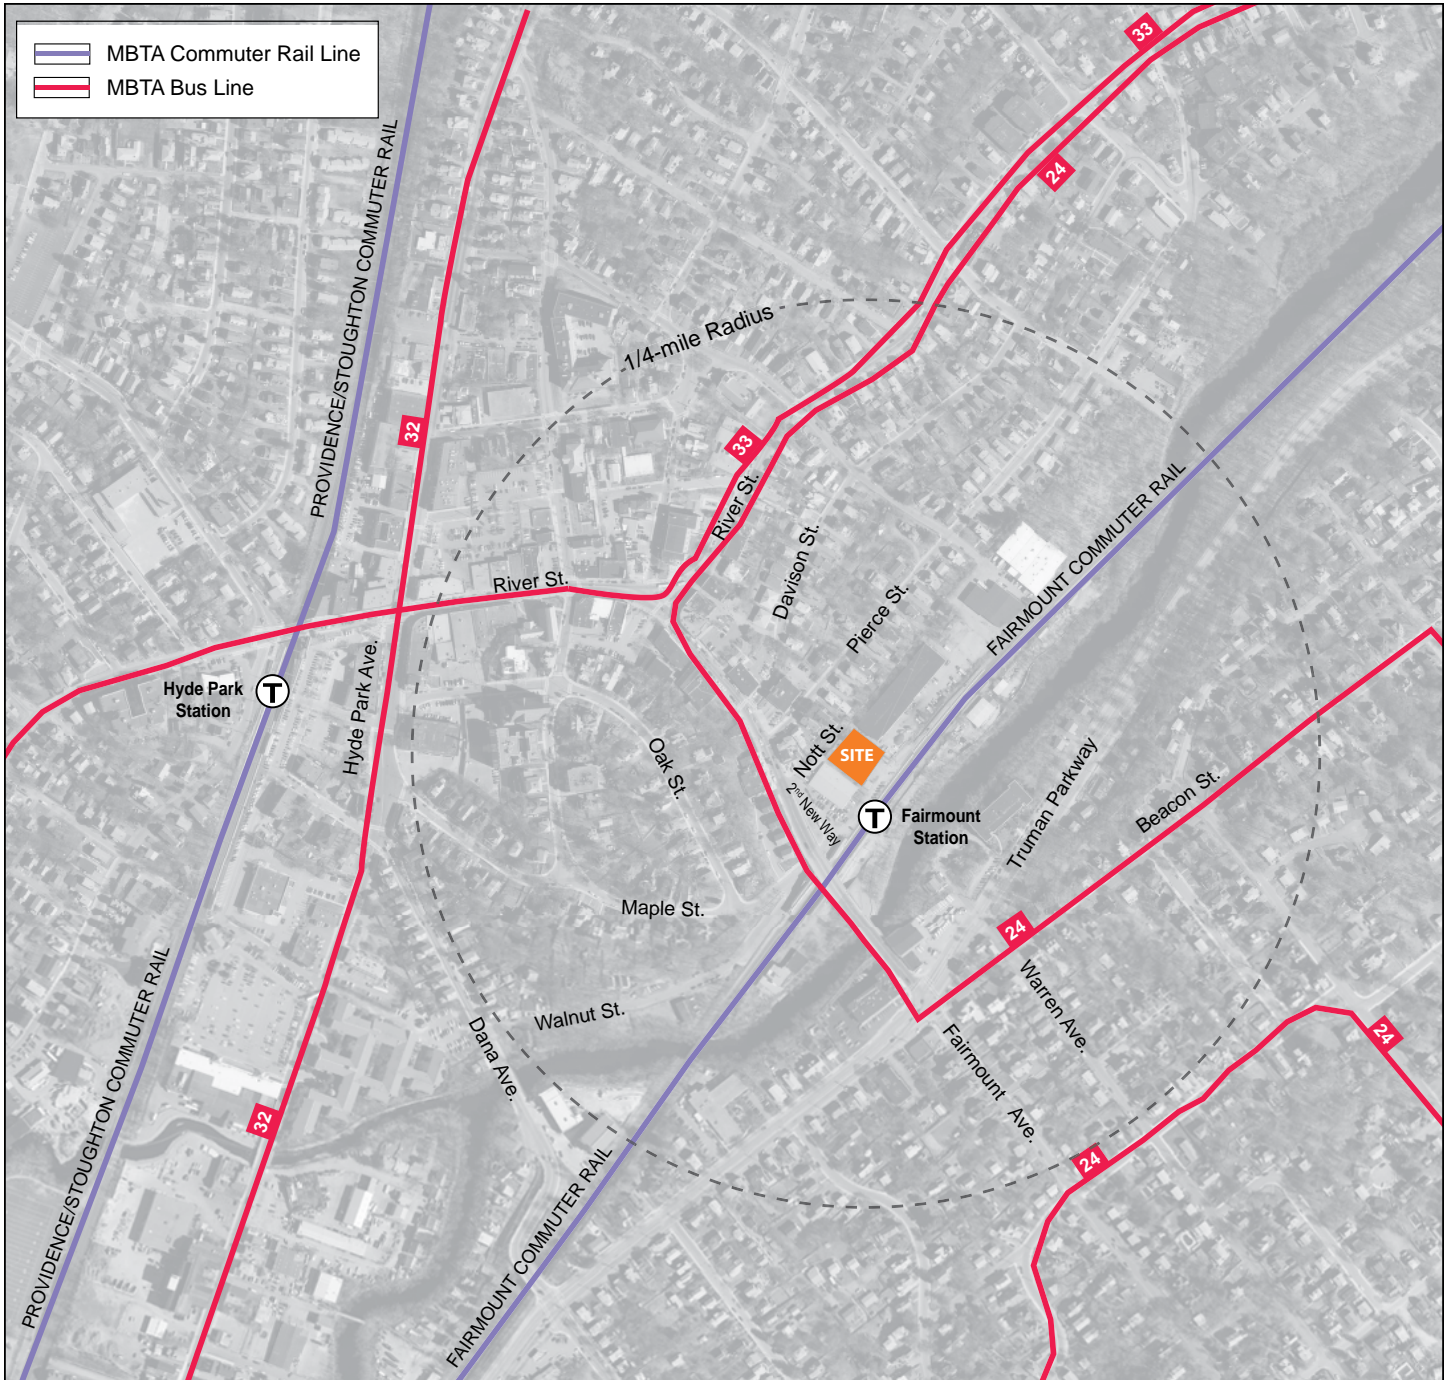 MBTA Commuter Rail Line
MBTA Bus Line
33
24
PROVIDENCE/STOUGHTON COMMUTER RAIL
1/4-mile Radius
32
33
River St.
River St.
Davison St.
Pierce St.
FAIRMOUNT COMMUTER RAIL
Hyde Park
Station
T
Hyde Park Ave.
Oak St.
Nott St.
SITE
2nd New Way
T
Fairmount
Station
Truman Parkway
Beacon St.
Maple St.
24
Warren Ave.
Walnut St.
Dana Ave.
Fairmount Ave.
24
24
32
PROVIDENCE/STOUGHTON COMMUTER RAIL
FAIRMOUNT COMMUTER RAIL